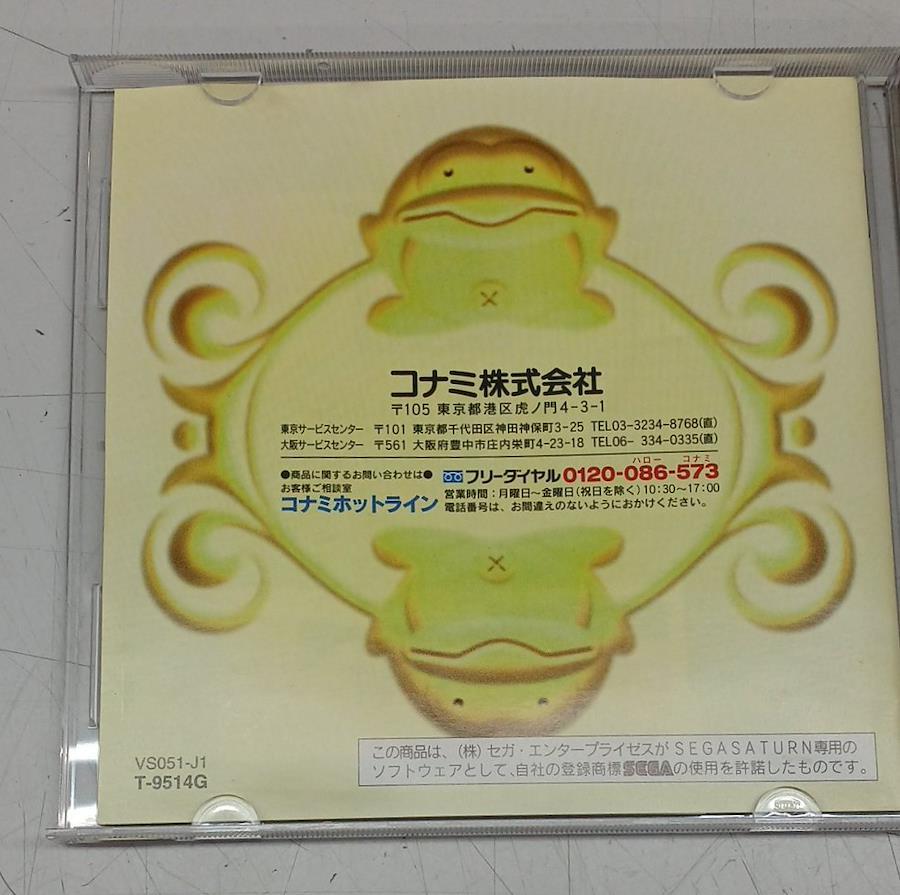 コナミ株式会社
〒105 東京都港区虎ノ門4-3-1
東京サービスセンター 〒101 東京都千代田区神田神保町3-25 TEL03-3234-8768(直)
大阪サービスセンター 〒561 大阪府豊中市庄内栄町4-23-18 TEL06- 334-0335(直)
●商品に関するお問い合わせは●
お客様ご相談室
コナミホットライン
ハロー コナミ
フリーダイヤル0120-086-573
営業時間:月曜日〜金曜日(祝日を除く)10:30〜17:00
電話番号は、お間違えのないようにおかけください。
VS051-J1
T-9514G
この商品は、(株)セガ・エンタープライゼスがSEGASATURN専用の
ソフトウェアとして、自社の登録商標SEGAの使用を許諾したものです。